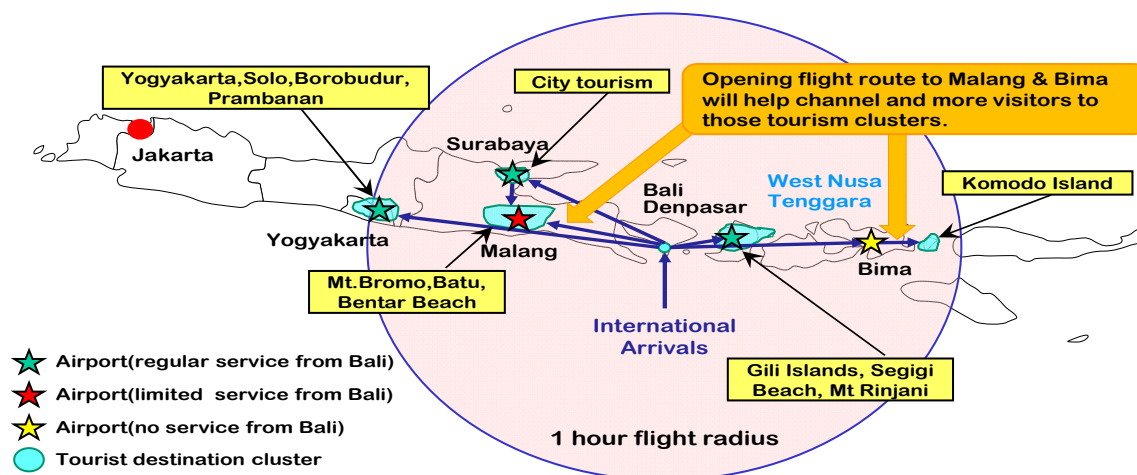 Yogyakarta,Solo,Borobudur,
Prambanan
City tourism
Opening flight route to Malang & Bima
will help channel and more visitors to
those tourism clusters.
Jakarta
Surabaya
Bali
Denpasar
West Nusa
Tenggara
Komodo Island
Yogyakarta
Malang
Bima
Mt.Bromo,Batu,
Bentar Beach
International
Arrivals
Gili Islands, Segigi
Beach, Mt Rinjani
Airport(regular service from Bali)
Airport(limited service from Bali)
Airport(no service from Bali)
Tourist destination cluster
1 hour flight radius